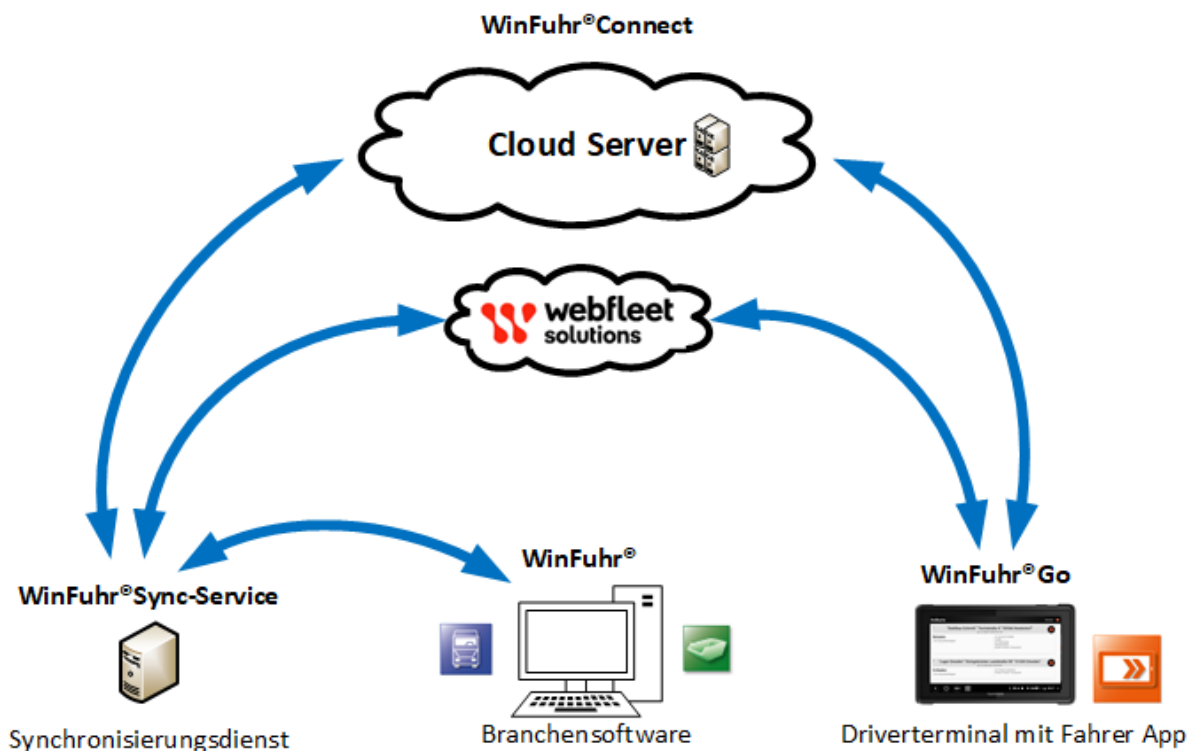 WinFuhr®Connect
Cloud Server
webfleet
solutions
WinFuhr®
WinFuhr®Go
WinFuhr®Sync-Service
Synchronisierungsdienst
Branchensoftware
Driverterminal mit Fahrer App